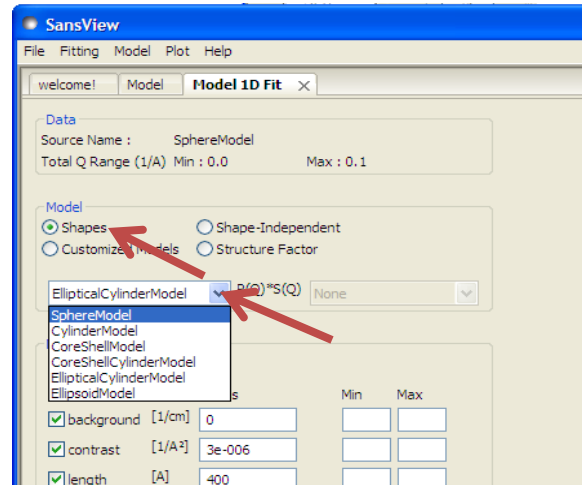 SansView
File Fitting Model Plot Help
welcome! Model Model 1D Fit
Data
Source Name : SphereModel
Total Q Range (1/A) Min : 0.0 Max : 0.1
Model
Shapes Shape-Independent
Customized Models Structure Factor
EllipticalCylinderModel P(Q)*S(Q) None
SphereModel
CylinderModel
CoreShellModel
CoreShellCylinderModel
EllipticalCylinderModel
EllipsoidModel
Min Max
background [1/cm] 0
contrast [1/A²] 3e-006
length [A] 400